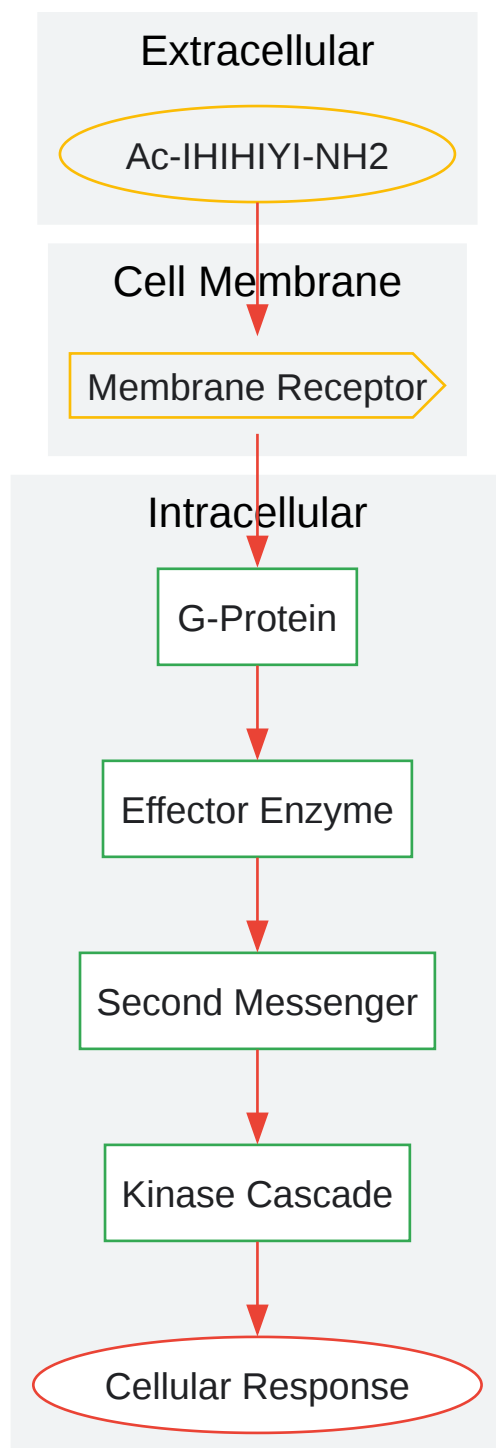 Extracellular
Ac-IHIHIYI-NH2
Cell Membrane
Membrane Receptor
Intracellular
G-Protein
Effector Enzyme
Second Messenger
Kinase Cascade
Cellular Response